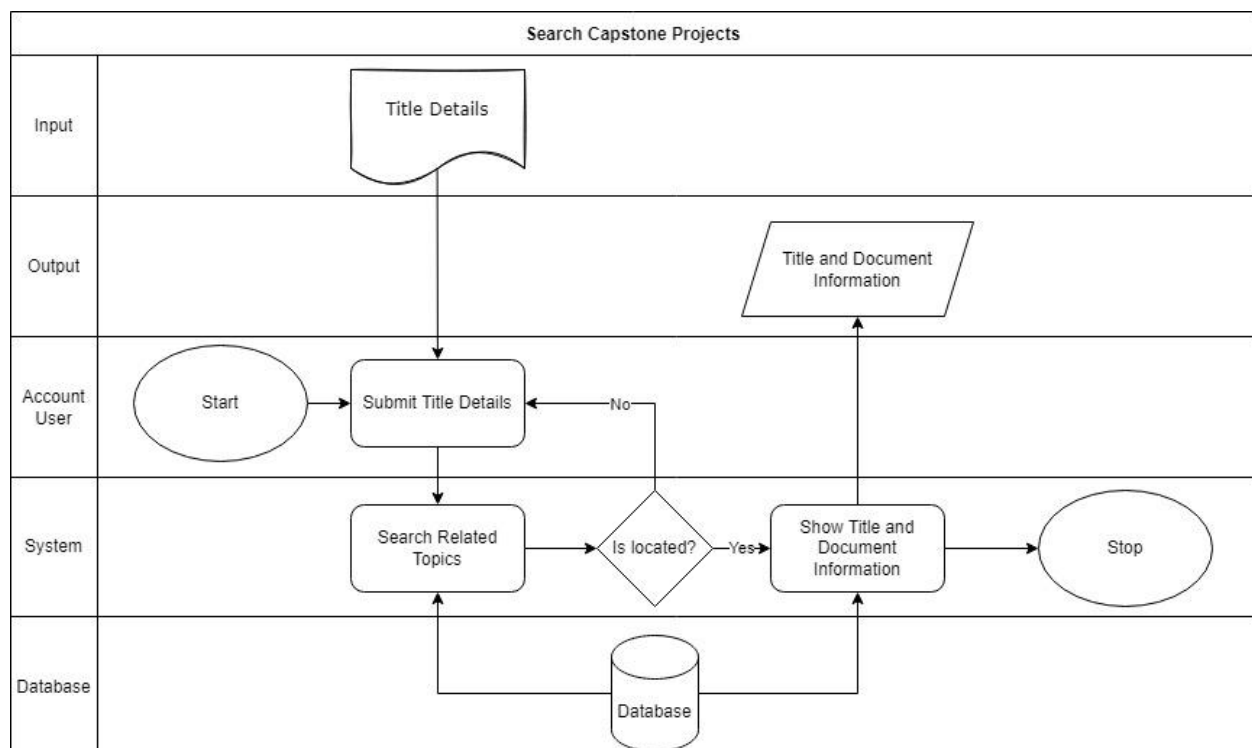 Search Capstone Projects
Input
Title Details
Output
Title and Document
Information
Account
User
Start
Submit Title Details
No
System
Search Related
Topics
Is located?
Yes
Show Title and
Document
Information
Stop
Database
Database